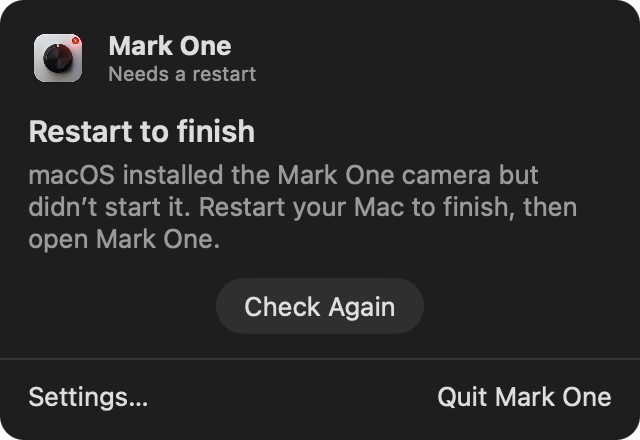 Mark One
Needs a restart
Restart to finish
macOS installed the Mark One camera but
didn’t start it. Restart your Mac to finish, then
open Mark One.
Check Again
Settings...
Quit Mark One